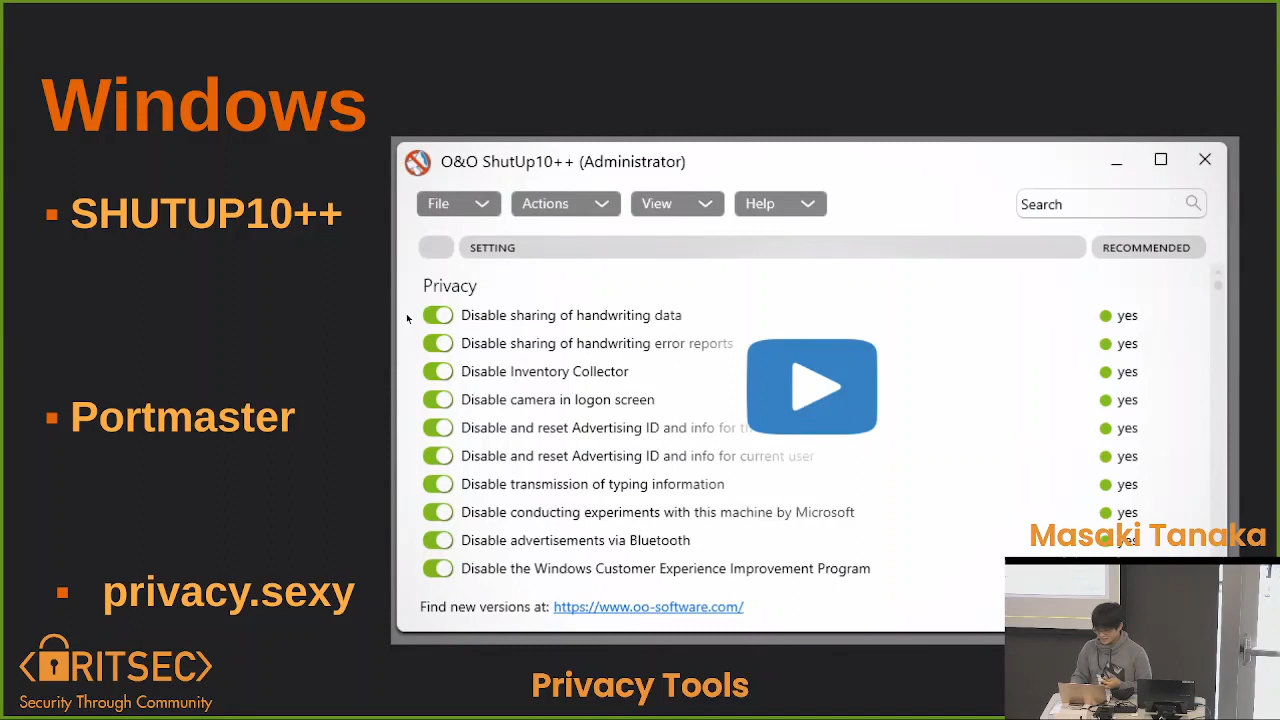 Windows
SHUTUP10++
Portmaster
privacy.sexy
RITSEC
Security Through Community
O&O ShutUp10++ (Administrator)
File Actions View Help Search
SETTING RECOMMENDED
Privacy
Disable sharing of handwriting data yes
Disable sharing of handwriting error reports yes
Disable Inventory Collector yes
Disable camera in logon screen yes
Disable and reset Advertising ID and info for yes
Disable and reset Advertising ID and info for current user yes
Disable transmission of typing information yes
Disable conducting experiments with this machine by Microsoft yes
Disable advertisements via Bluetooth
Disable the Windows Customer Experience Improvement Program
Find new versions at: https://www.oo-software.com/
Masaki Tanaka
Privacy Tools